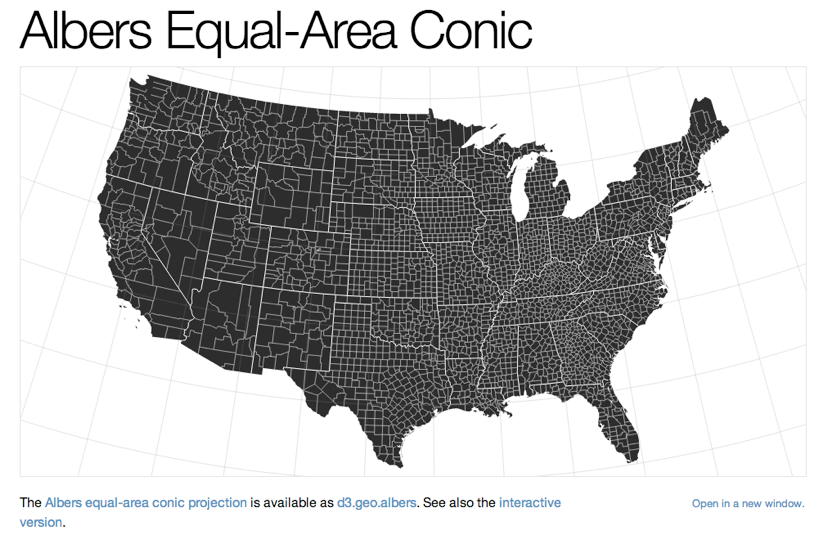 Albers Equal-Area Conic
The Albers equal-area conic projection is available as d3.geo.albers. See also the interactive
version.
Open in a new window.